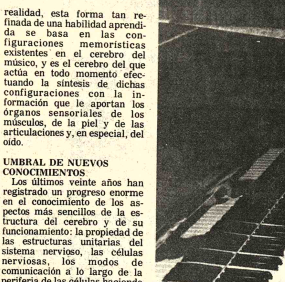 realidad, esta forma tan re-
finada de una habilidad aprendi-
da se basa en las con-
figuraciones memorísticas
existentes en el cerebro del
músico, y es el cerebro del que
actúa en todo momento efec-
tuando la síntesis de dichas
configuraciones con la in-
formación que le aportan los
órganos sensoriales de los
músculos, de la piel y de las
articulaciones y, en especial, del
oído.
UMBRAL DE NUEVOS
CONOCIMIENTOS
Los últimos veinte años han
registrado un progreso enorme
en el conocimiento de los as-
pectos más sencillos de la es-
tructura del cerebro y de su
funcionamiento: la propiedad de
las estructuras unitarias del
sistema nervioso, las células
nerviosas, los modos de
comunicación a lo largo de la
periferia de las células haciendo